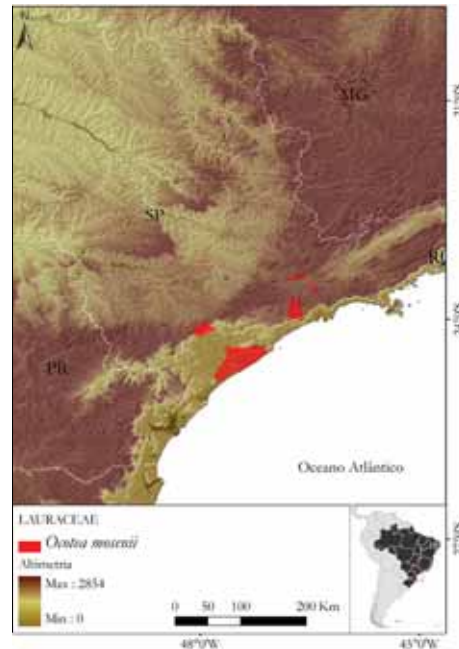 N
MG
SP
PR
Oceano Atlântico
LAURACEAE
Ocotea mosenii
Altimetria
Max : 2854
Min : 0
0 50 100 200 Km
48°0'W 45°0'W